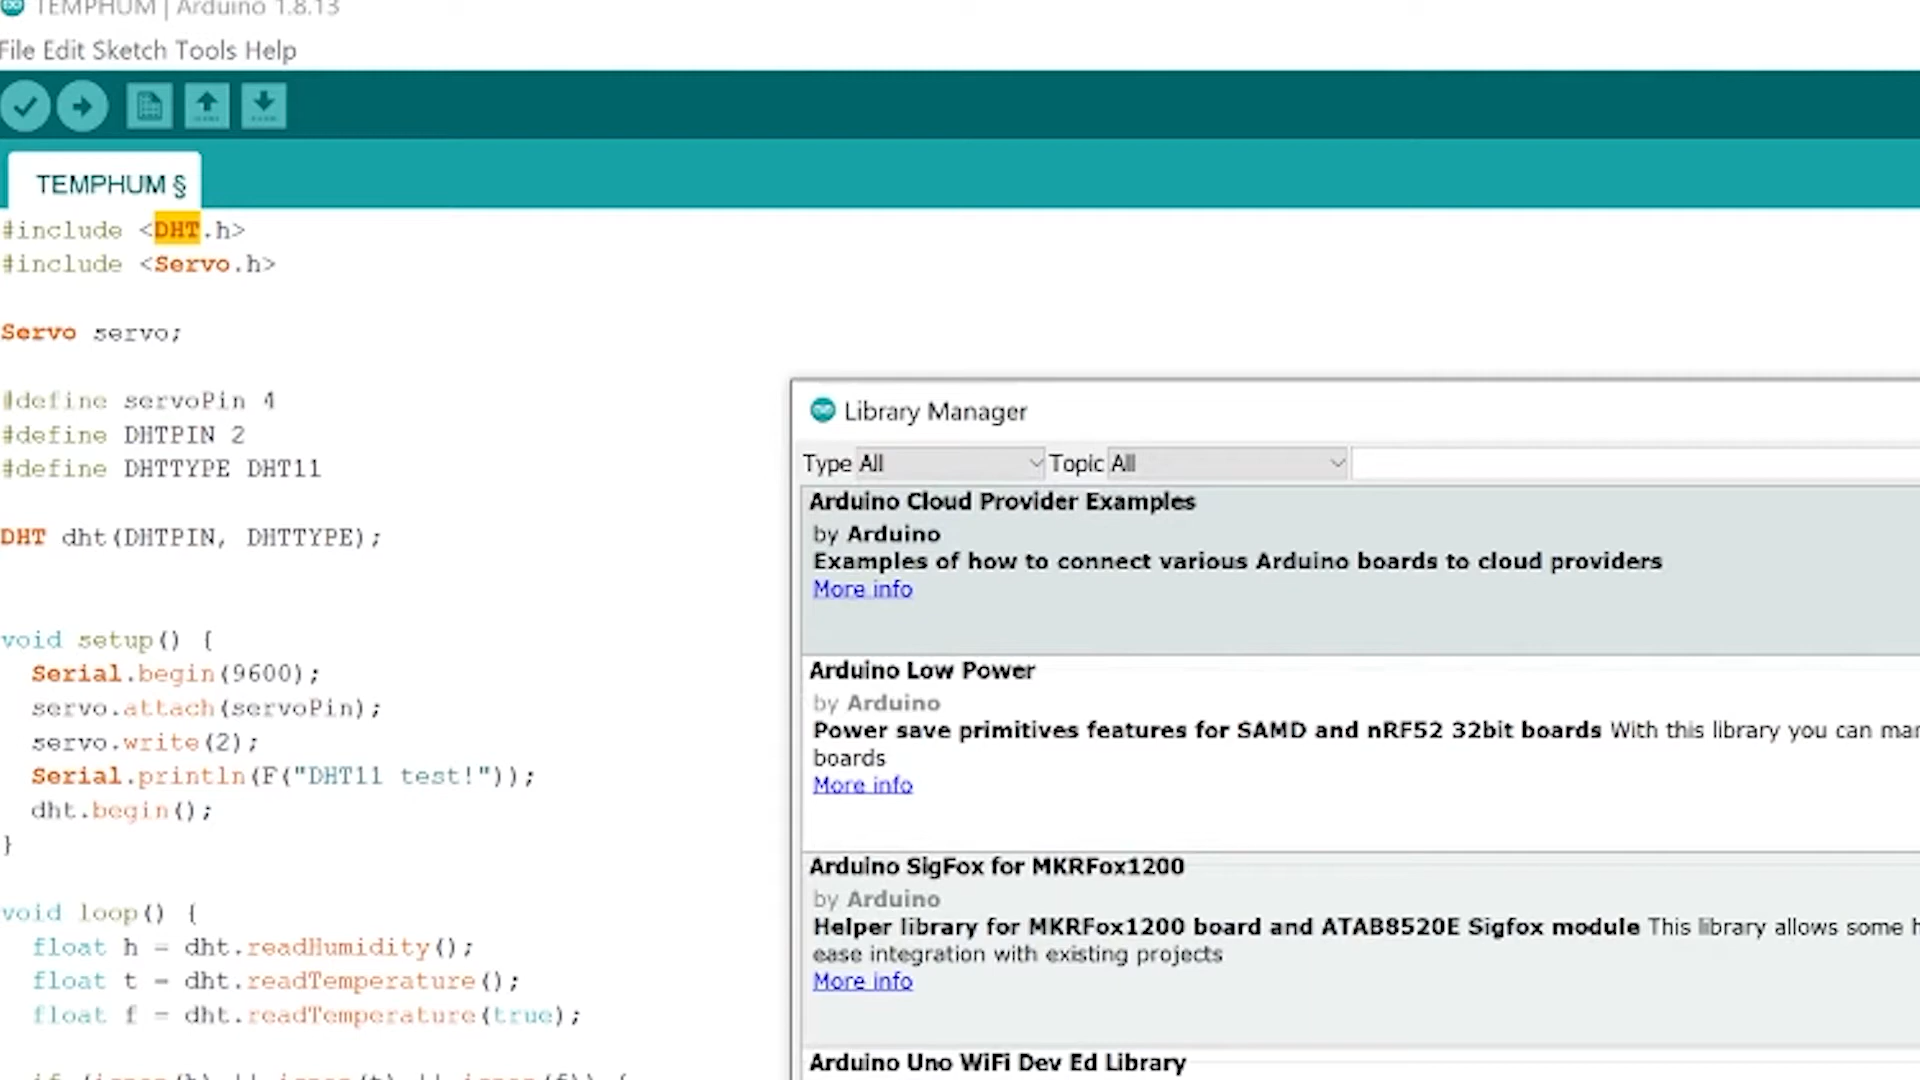 TEMPHUM | Arduino 1.8.13
File Edit Sketch Tools Help
TEMPHUM §
#include <DHT.h>
#include <Servo.h>
Servo servo;
#define servoPin 4
#define DHTPIN 2
#define DHTTYPE DHT11
DHT dht(DHTPIN, DHTTYPE);
void setup() {
Serial.begin(9600);
servo.attach(servoPin);
servo.write(2);
Serial.println(F("DHT11 test!"));
dht.begin();
}
void loop() {
float h = dht.readHumidity();
float t = dht.readTemperature();
float f = dht.readTemperature(true);
Library Manager
Type All Topic All
Arduino Cloud Provider Examples
by Arduino
Examples of how to connect various Arduino boards to cloud providers
More info
Arduino Low Power
by Arduino
Power save primitives features for SAMD and nRF52 32bit boards With this library you can
boards
More info
Arduino SigFox for MKRFox1200
by Arduino
Helper library for MKRFox1200 board and ATAB8520E Sigfox module This library allows some
ease integration with existing projects
More info
Arduino Uno WiFi Dev Ed Library